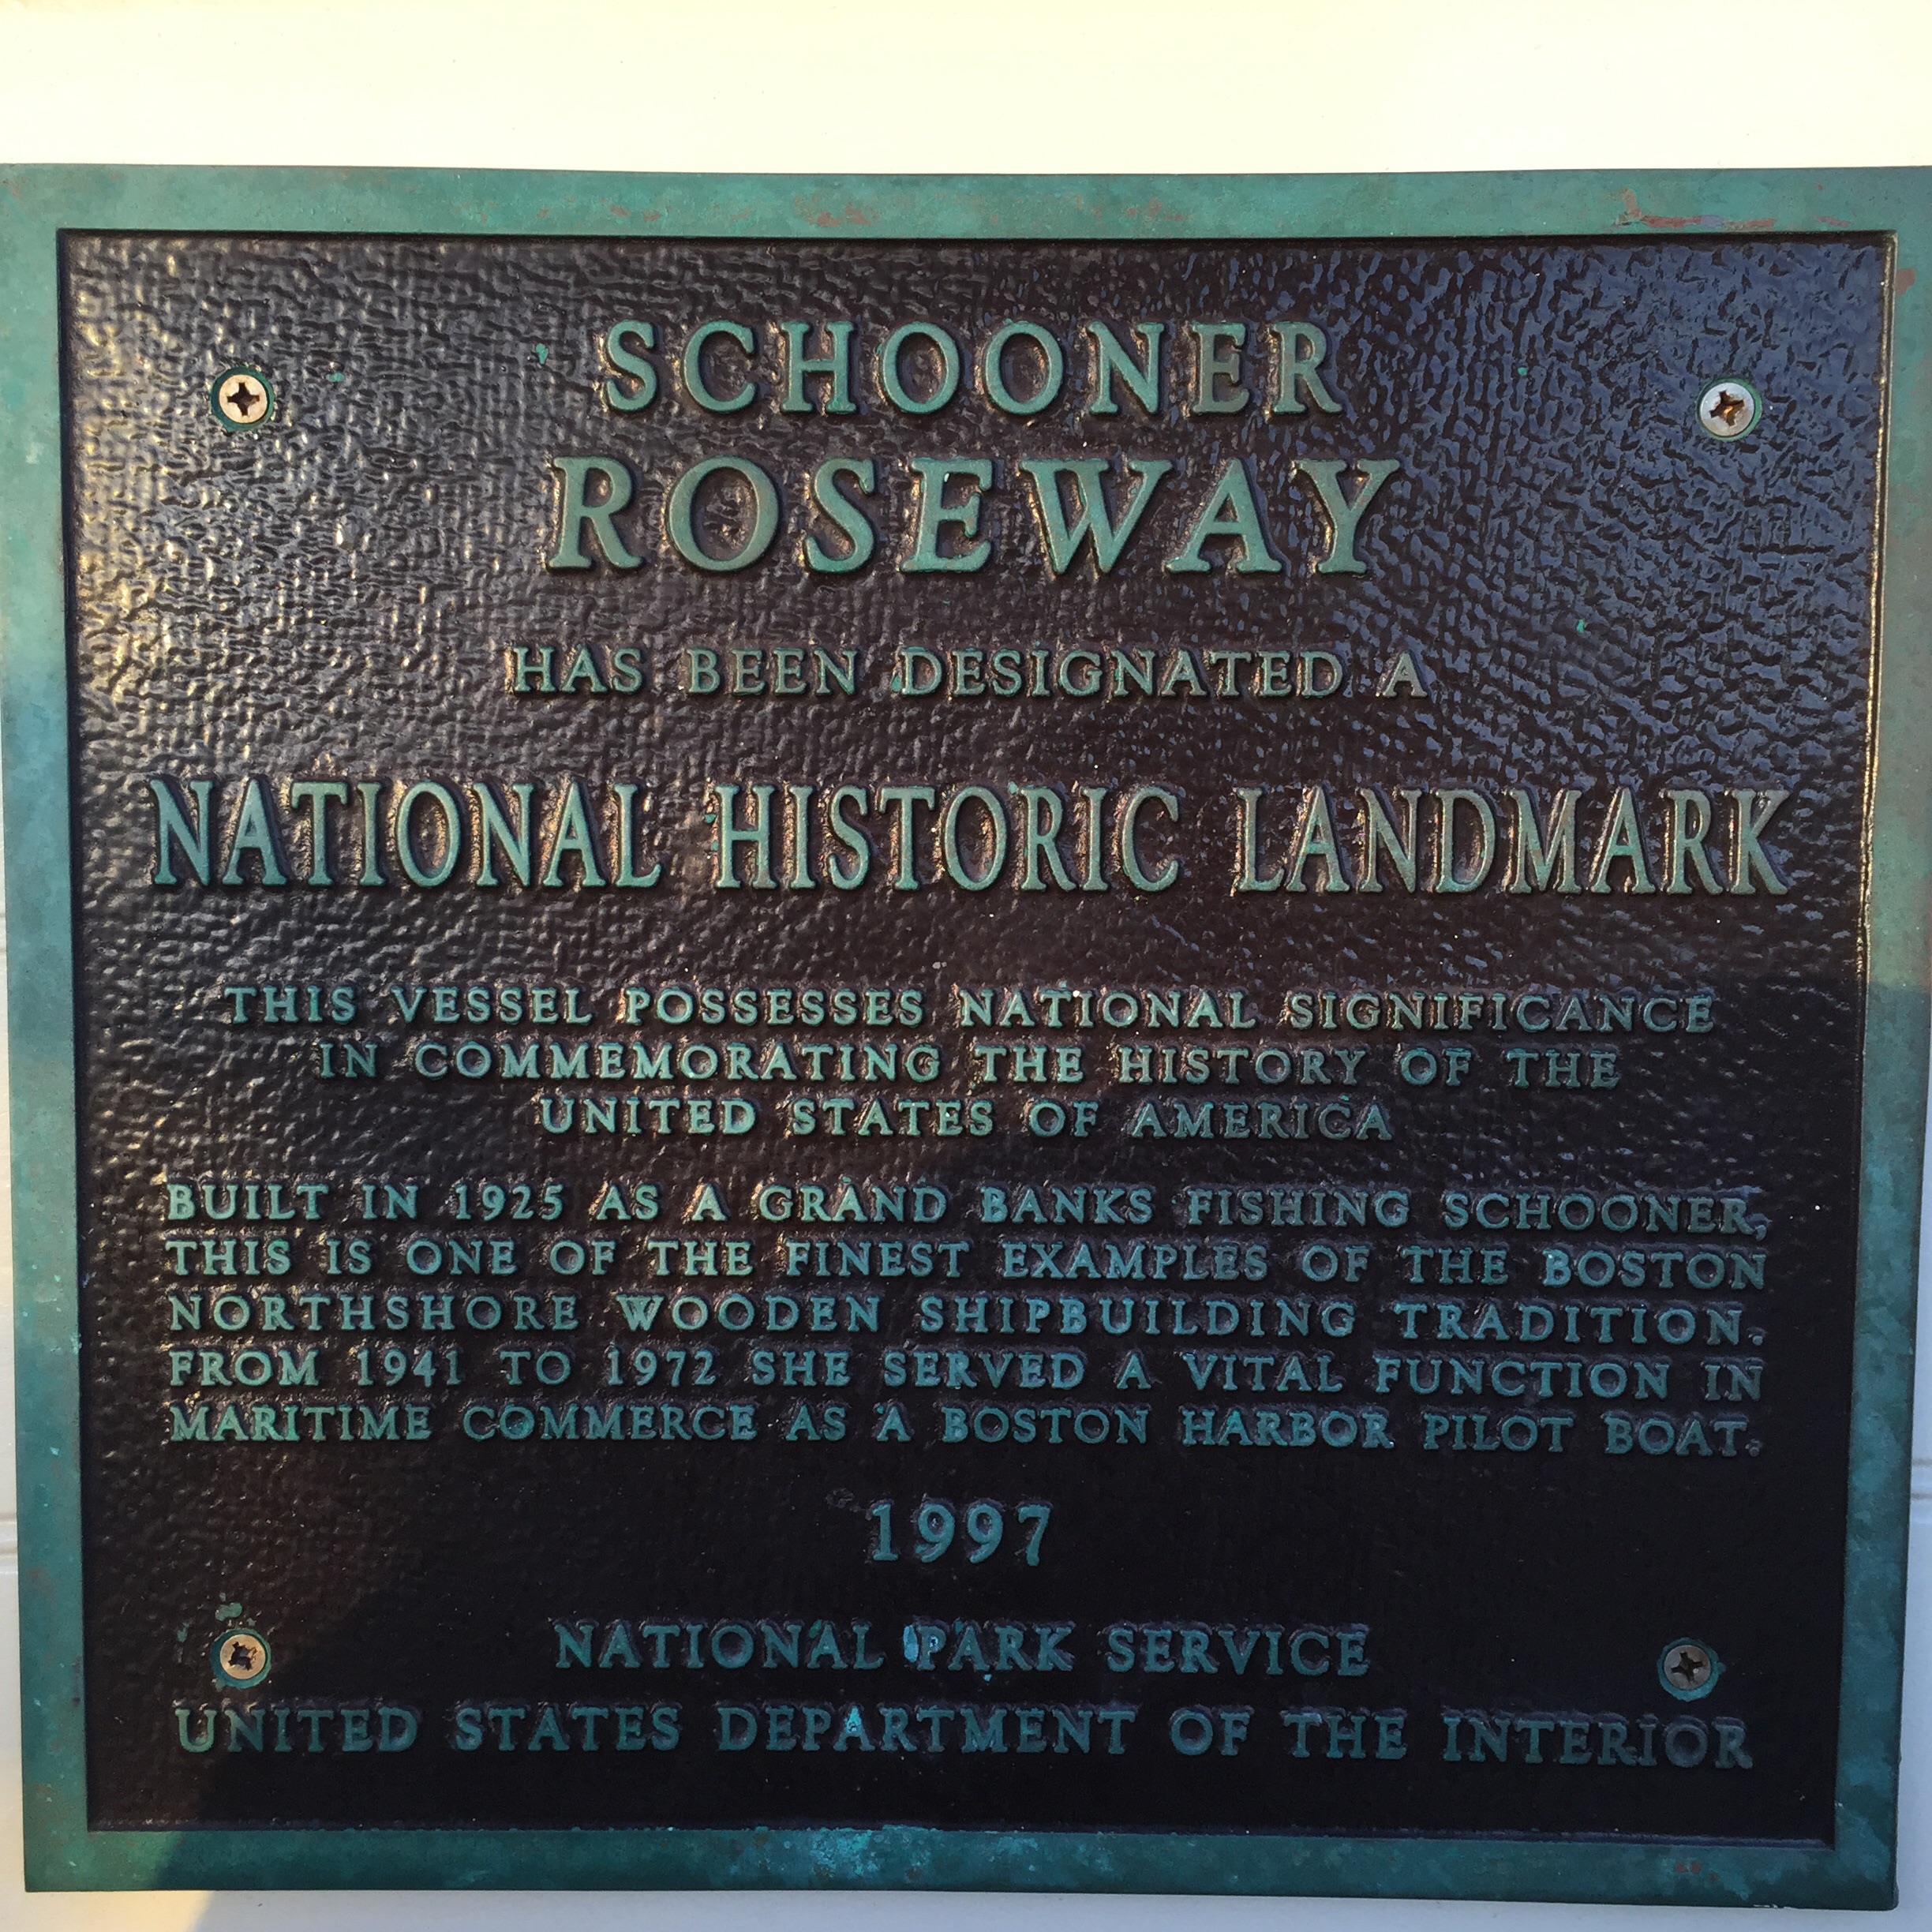 SCHOONER
ROSEWAY
HAS BEEN DESIGNATED A
NATIONAL HISTORIC LANDMARK
THIS VESSEL POSSESSES NATIONAL SIGNIFICANCE
IN COMMEMORATING THE HISTORY OF THE
UNITED STATES OF AMERICA
BUILT IN 1925 AS A GRAND BANKS FISHING SCHOONER,
THIS IS ONE OF THE FINEST EXAMPLES OF THE BOSTON
NORTHSHORE WOODEN SHIPBUILDING TRADITION.
FROM 1941 TO 1972 SHE SERVED A VITAL FUNCTION IN
MARITIME COMMERCE AS A BOSTON HARBOR PILOT BOAT.
1997
NATIONAL PARK SERVICE
UNITED STATES DEPARTMENT OF THE INTERIOR